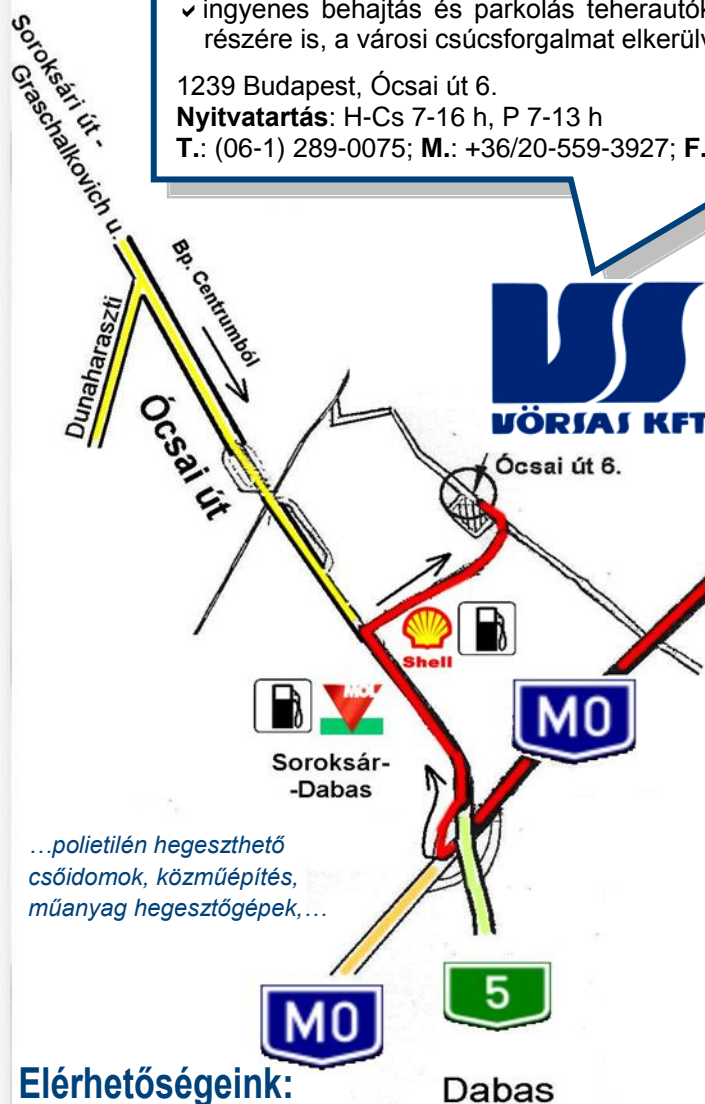 ✓ ingyenes behajtás és parkolás teherautók
részére is, a városi csúcsforgalmat elkerülv
1239 Budapest, Ócsai út 6.
Nyitvatartás: H-Cs 7-16 h, P 7-13 h
T.: (06-1) 289-0075; M.: +36/20-559-3927; F.
Soroksári út -
Graschalkovich u.
Bp. Centrumból
Dunaharaszti
Ócsai út
VS
VÖRSAS KFT
Ócsai út 6.
Shell
MOL
M0
Soroksár-
-Dabas
…polietilén hegeszthető
csőidomok, közműépítés,
műanyag hegesztőgépek,…
M0
5
Elérhetőségeink:
Dabas